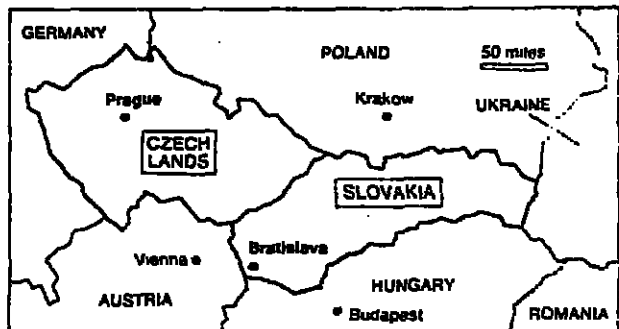 GERMANY
POLAND
50 miles
Prague
Krakow
UKRAINE
CZECH
LANDS
SLOVAKIA
Vienna
Bratislava
AUSTRIA
HUNGARY
Budapest
ROMANIA